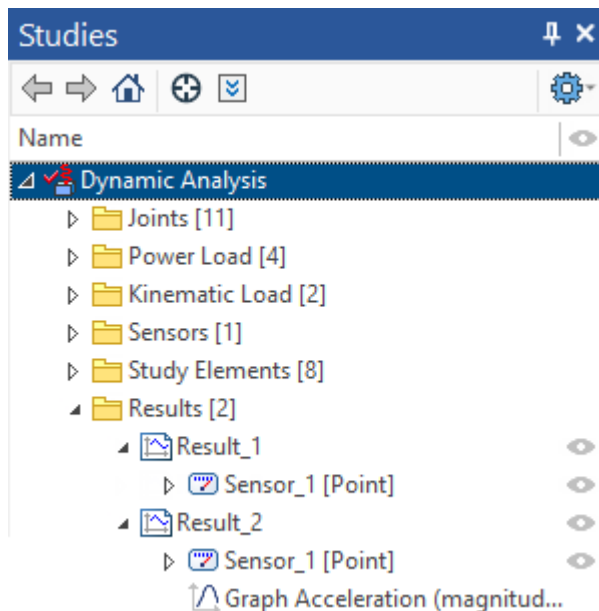 Studies
Name
Dynamic Analysis
Joints [11]
Power Load [4]
Kinematic Load [2]
Sensors [1]
Study Elements [8]
Results [2]
Result_1
Sensor_1 [Point]
Result_2
Sensor_1 [Point]
Graph Acceleration (magnitud...